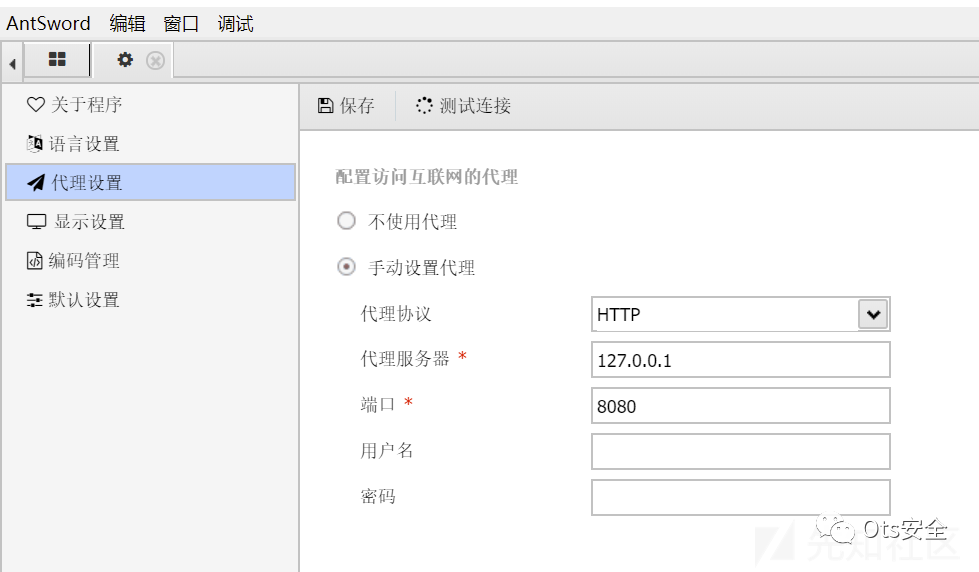 AntSword 编辑 窗口 调试
关于程序
语言设置
代理设置
显示设置
编码管理
默认设置
保存 测试连接
配置访问互联网的代理
不使用代理
手动设置代理
代理协议 HTTP
代理服务器 * 127.0.0.1
端口 * 8080
用户名
密码
Ots安全
先知社区